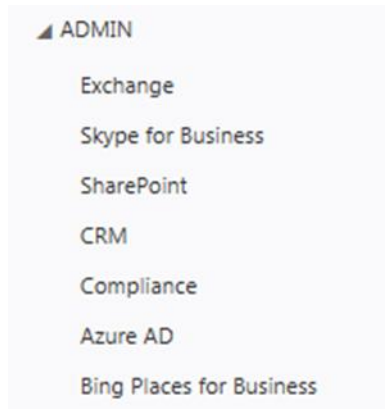 ADMIN
Exchange
Skype for Business
SharePoint
CRM
Compliance
Azure AD
Bing Places for Business